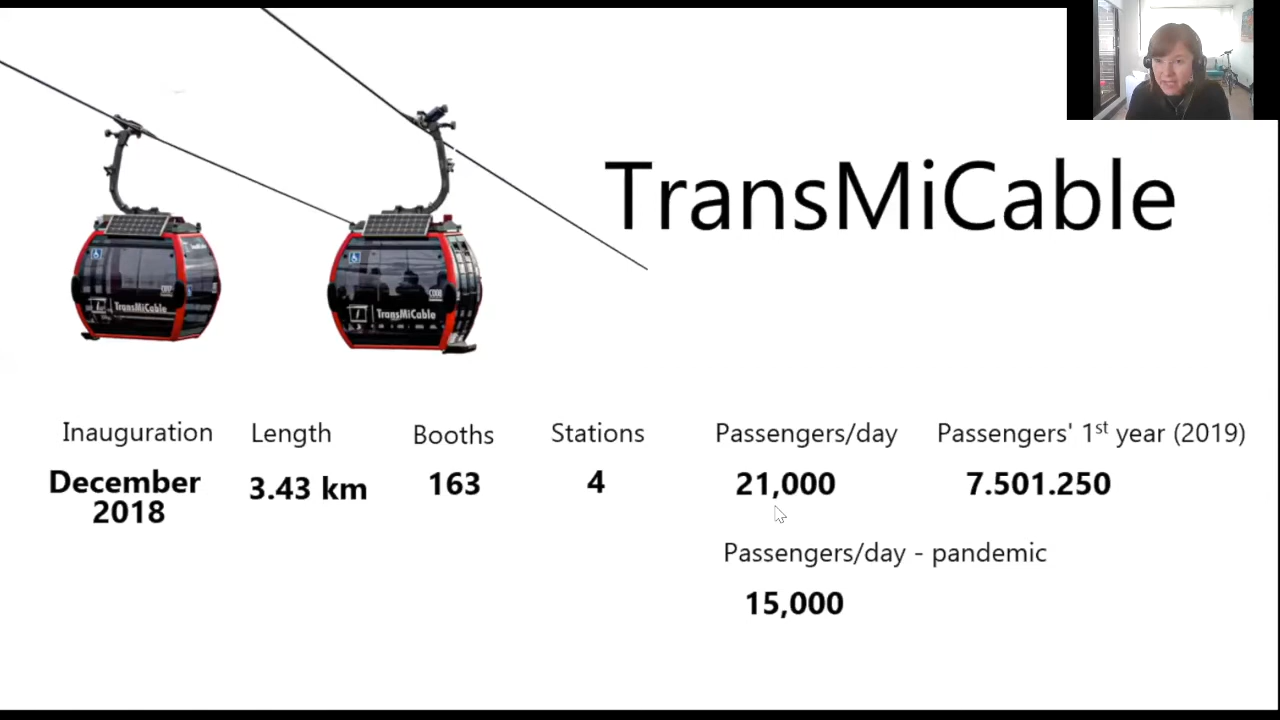 TransMiCable
TransMiCable
TransMiCable
Inauguration
Length
Booths
Stations
Passengers/day
Passengers' 1st year (2019)
December
2018
3.43 km
163
4
21,000
7.501.250
Passengers/day - pandemic
15,000